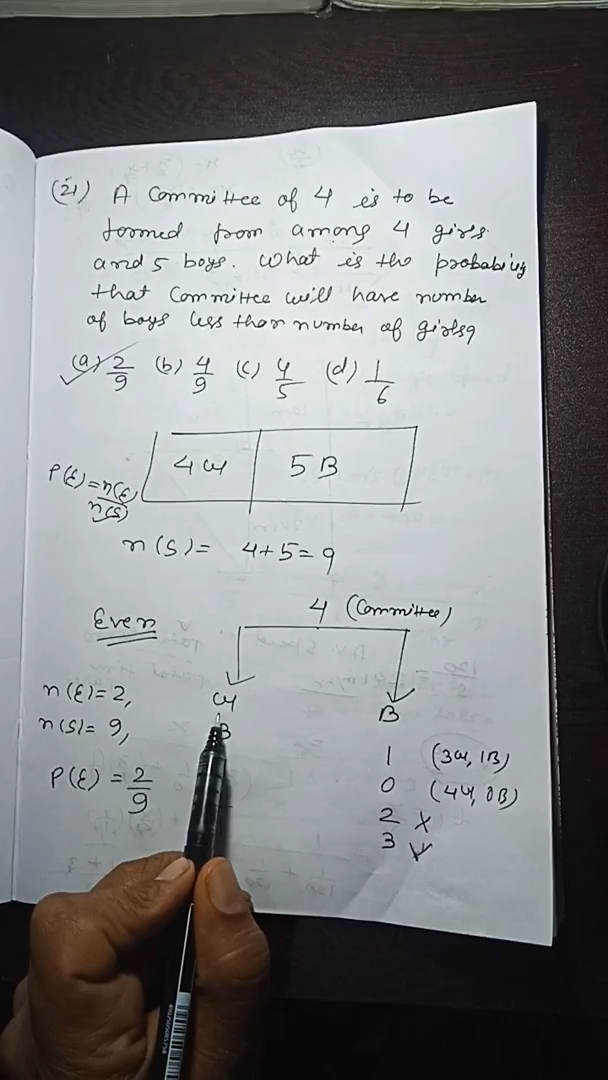 (21) A Committee of 4 is to be
formed from among 4 girls
and 5 boys. What is the probability
that Committee will have number
of boys less than number of girls?
(a) 2/9 (b) 4/9 (c) 4/5 (d) 1/6
4G 5B
P(E) = n(E)/n(S)
n(S) = 4+5 = 9
4 (Committee)
Even
G B
B
n(E) = 2,
n(S) = 9,
P(E) = 2/9
1 (3G, 1B)
0 (4G, 0B)
2 ×
3 ×